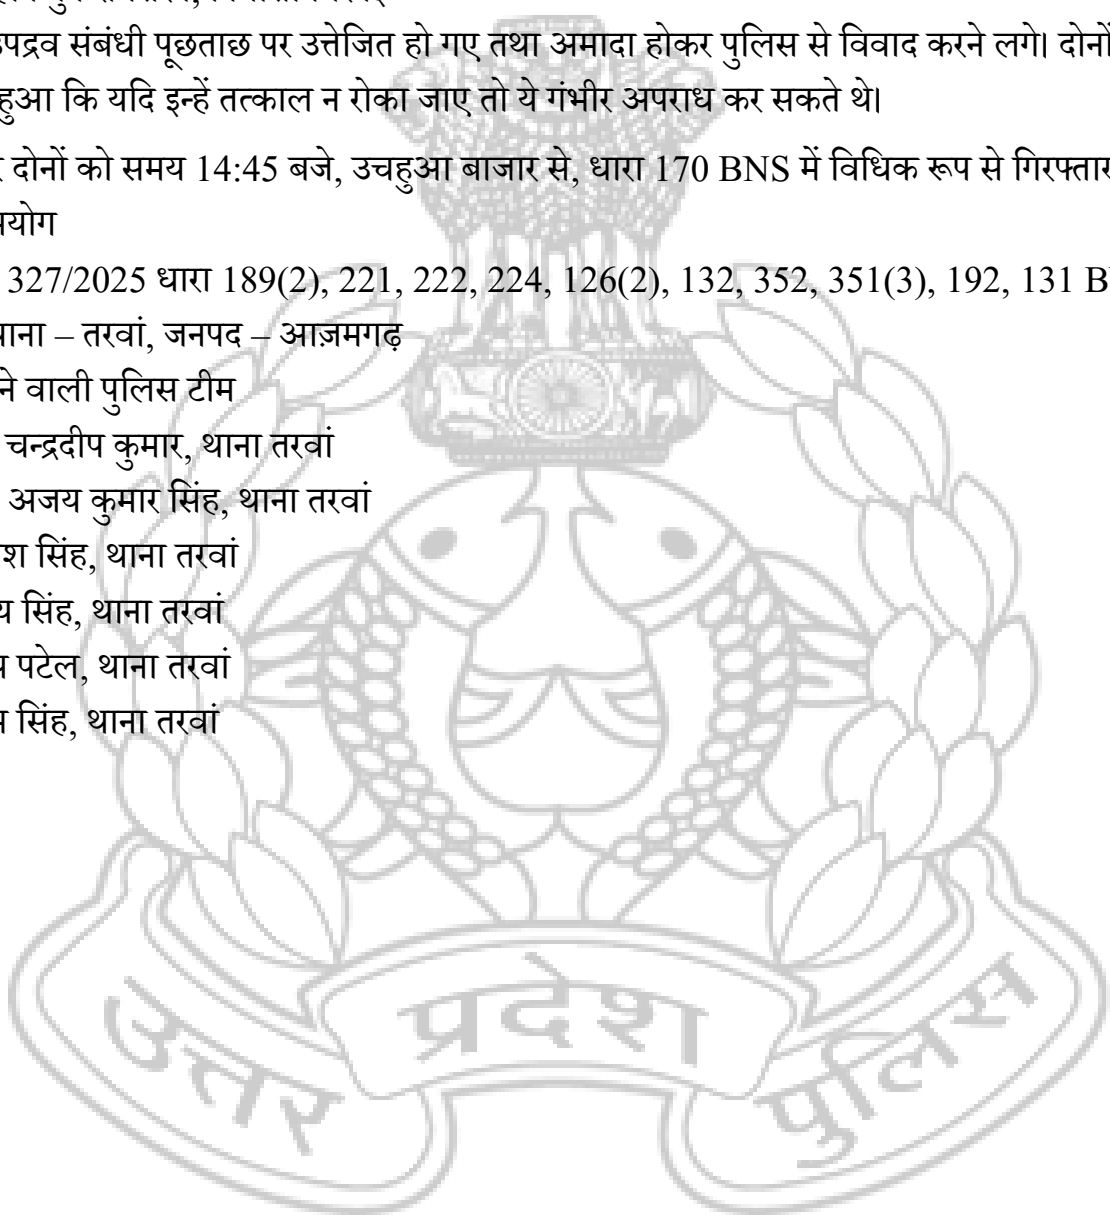 पद्रव संबंधी पूछताछ पर उत्तेजित हो गए तथा अमादा होकर पुलिस से विवाद करने लगे। दोनों
हुआ कि यदि इन्हें तत्काल न रोका जाए तो ये गंभीर अपराध कर सकते थे।
र दोनों को समय 14:45 बजे, उचहुआ बाजार से, धारा 170 BNS में विधिक रूप से गिरफ्तार
योग
327/2025 धारा 189(2), 221, 222, 224, 126(2), 132, 352, 351(3), 192, 131 B
थाना – तरवां, जनपद – आज़मगढ़
ने वाली पुलिस टीम
चन्द्रदीप कुमार, थाना तरवां
अजय कुमार सिंह, थाना तरवां
श सिंह, थाना तरवां
य सिंह, थाना तरवां
पटेल, थाना तरवां
सिंह, थाना तरवां
उत्तर प्रदेश पुलिस